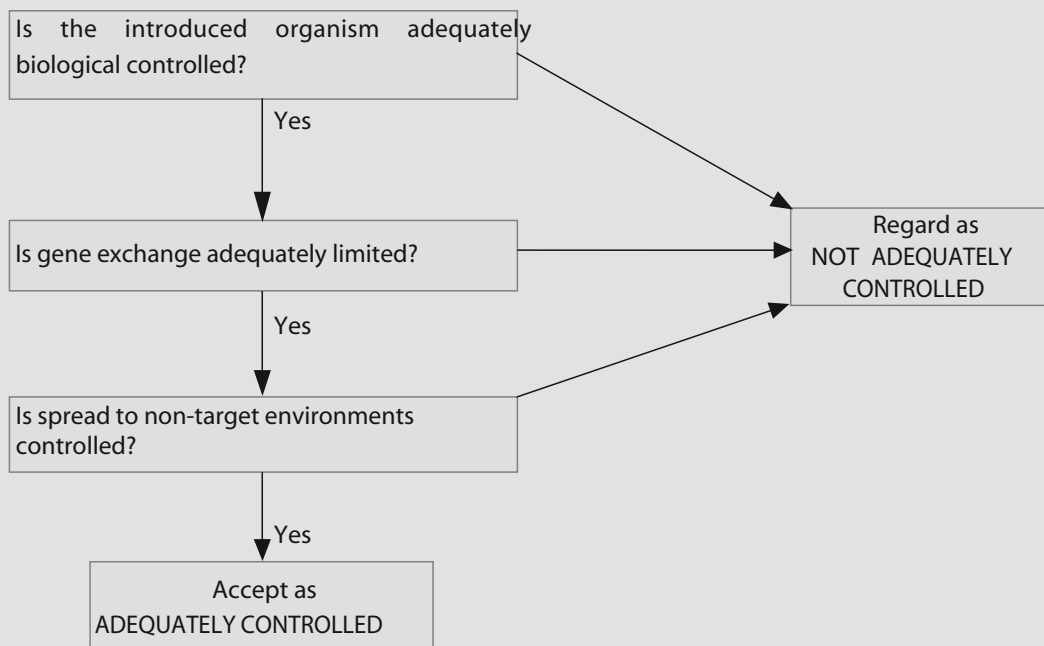 Is the introduced organism adequately
biological controlled?
Yes
Is gene exchange adequately limited?
Regard as
NOT ADEQUATELY
CONTROLLED
Yes
Is spread to non-target environments
controlled?
Yes
Accept as
ADEQUATELY CONTROLLED